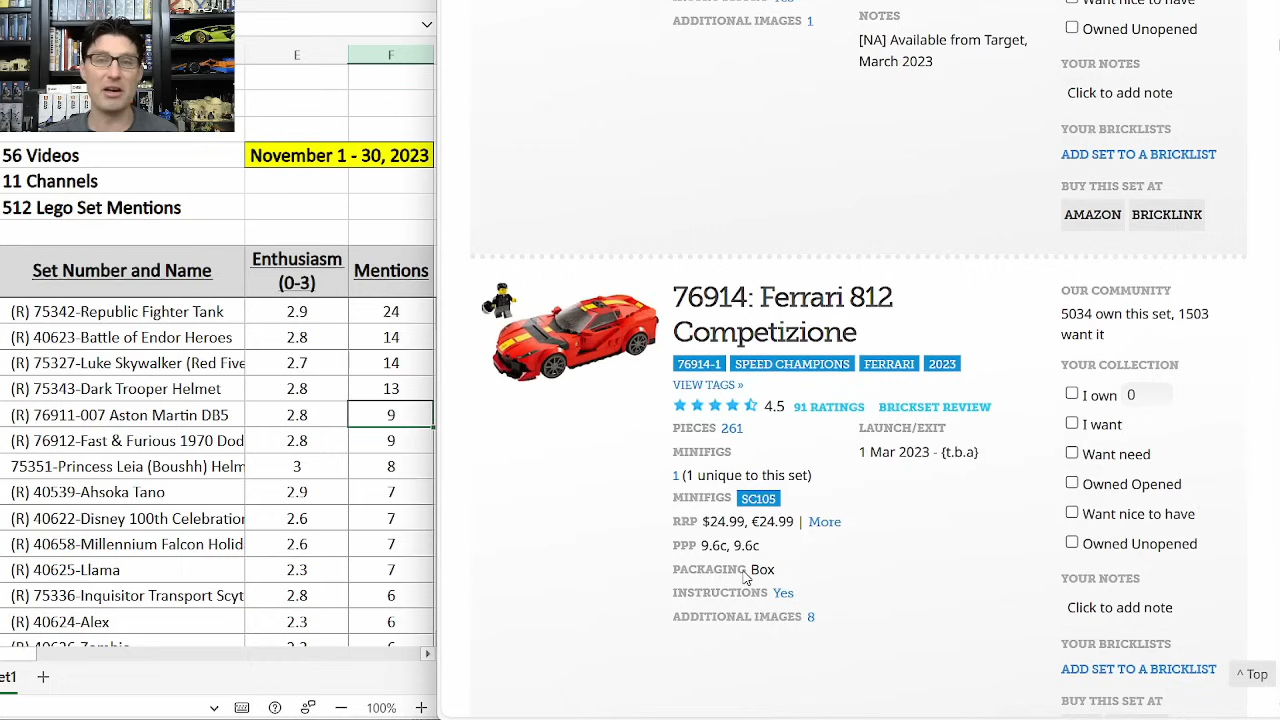 E F
56 Videos
November 1 - 30, 2023
11 Channels
512 Lego Set Mentions
Set Number and Name Enthusiasm (0-3) Mentions
(R) 75342-Republic Fighter Tank 2.9 24
(R) 40623-Battle of Endor Heroes 2.8 14
(R) 75327-Luke Skywalker (Red Five 2.7 14
(R) 75343-Dark Trooper Helmet 2.8 13
(R) 76911-007 Aston Martin DB5 2.8 9
(R) 76912-Fast & Furious 1970 Dod 2.8 9
75351-Princess Leia (Boushh) Helm 3 8
(R) 40539-Ahsoka Tano 2.9 7
(R) 40622-Disney 100th Celebration 2.6 7
(R) 40658-Millennium Falcon Holid 2.6 7
(R) 40625-Llama 2.3 7
(R) 75336-Inquisitor Transport Scyt 2.8 6
(R) 40624-Alex 2.3 6
et1 +
100%
ADDITIONAL IMAGES 1
NOTES
[NA] Available from Target,
March 2023
76914: Ferrari 812
Competizione
76914-1 SPEED CHAMPIONS FERRARI 2023
VIEW TAGS »
4.5 91 RATINGS BRICKSET REVIEW
PIECES 261
LAUNCH/EXIT
MINIFIGS
1 Mar 2023 - {t.b.a}
1 (1 unique to this set)
MINIFIGS SC105
RRP $24.99, €24.99 | More
PPP 9.6c, 9.6c
PACKAGING Box
INSTRUCTIONS Yes
ADDITIONAL IMAGES 8
Want nice to have
Owned Unopened
YOUR NOTES
Click to add note
YOUR BRICKLISTS
ADD SET TO A BRICKLIST
BUY THIS SET AT
AMAZON BRICKLINK
OUR COMMUNITY
5034 own this set, 1503
want it
YOUR COLLECTION
I own 0
I want
Want need
Owned Opened
Want nice to have
Owned Unopened
YOUR NOTES
Click to add note
YOUR BRICKLISTS
ADD SET TO A BRICKLIST
^ Top
BUY THIS SET AT